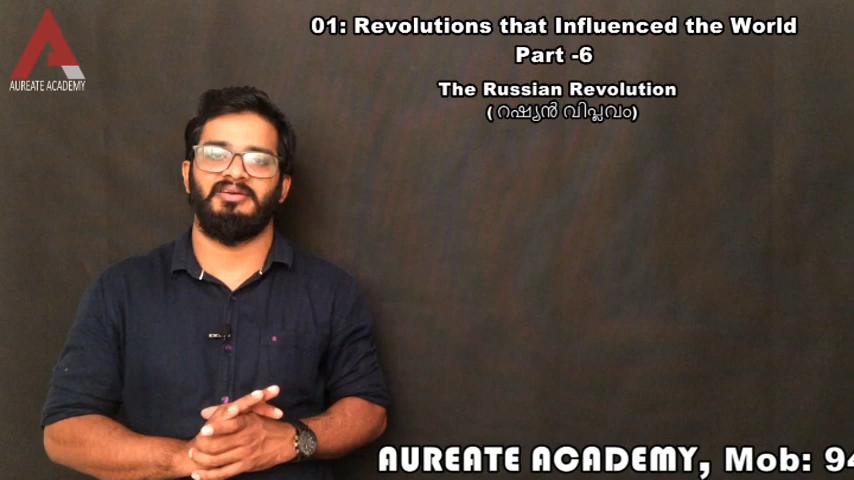 AUREATE ACADEMY
01: Revolutions that Influenced the World
Part -6
The Russian Revolution
( റഷ്യൻ വിപ്ലവം)
AUREATE ACADEMY, Mob: 94